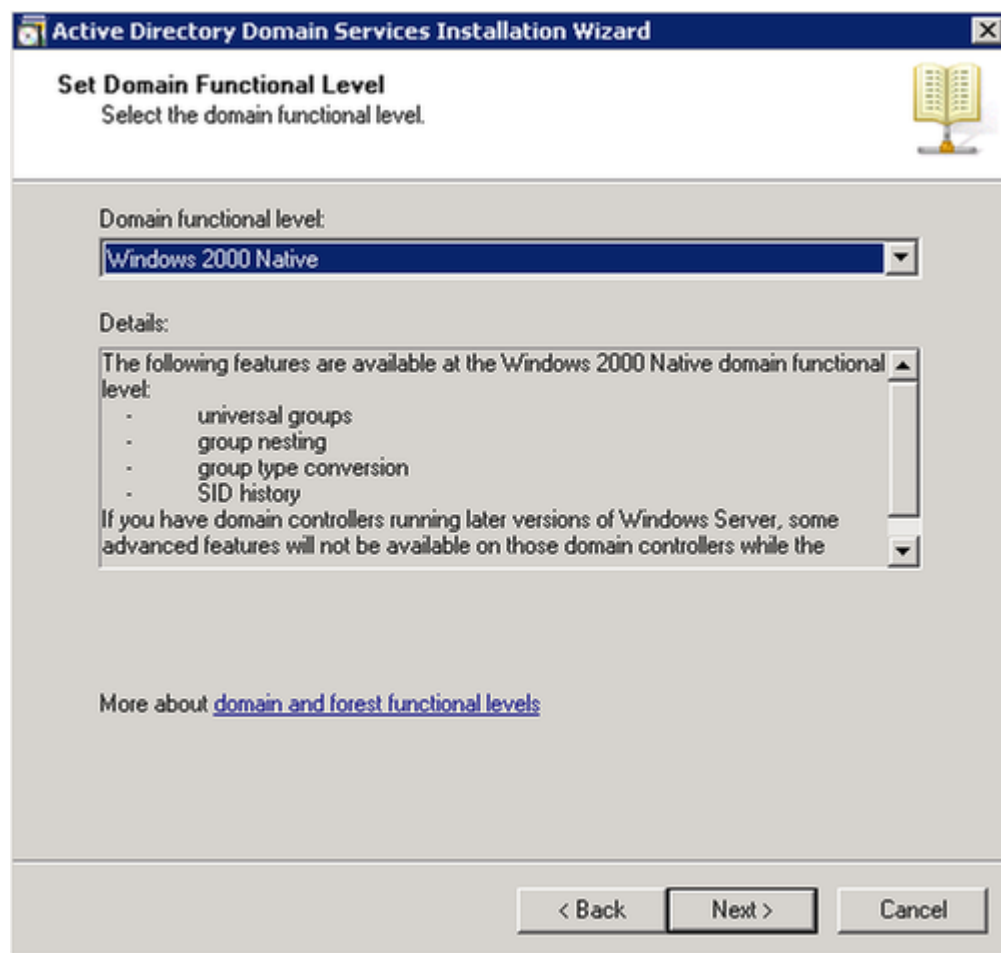 Active Directory Domain Services Installation Wizard
Set Domain Functional Level
Select the domain functional level.
Domain functional level:
Windows 2000 Native
Details:
The following features are available at the Windows 2000 Native domain functional
level:
- universal groups
- group nesting
- group type conversion
- SID history
If you have domain controllers running later versions of Windows Server, some
advanced features will not be available on those domain controllers while the
More about domain and forest functional levels
< Back
Next >
Cancel